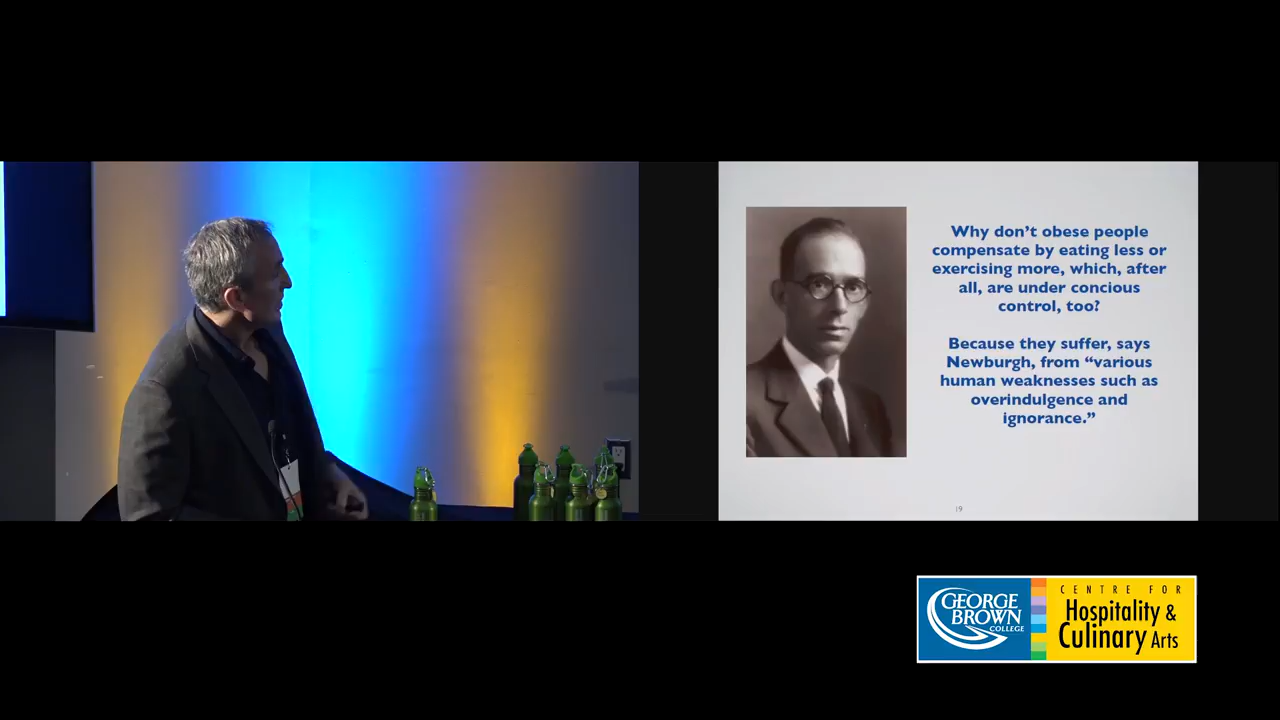 Why don't obese people
compensate by eating less or
exercising more, which, after
all, are under concious
control, too?
Because they suffer, says
Newburgh, from “various
human weaknesses such as
overindulgence and
ignorance.”
19
GEORGE
BROWN
COLLEGE
CENTRE FOR
Hospitality &
Culinary Arts